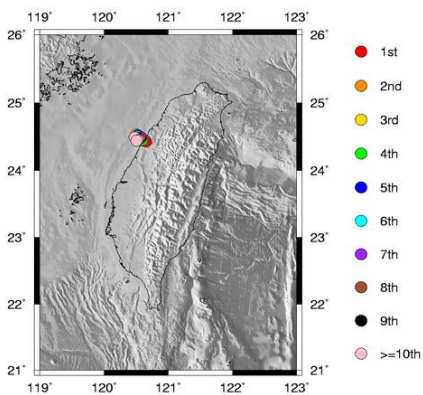 119˚ 120˚ 121˚ 122˚ 123˚
26˚ 26˚
25˚ 25˚
24˚ 24˚
23˚ 23˚
22˚ 22˚
21˚ 21˚
119˚ 120˚ 121˚ 122˚ 123˚
1st
2nd
3rd
4th
5th
6th
7th
8th
9th
>=10th